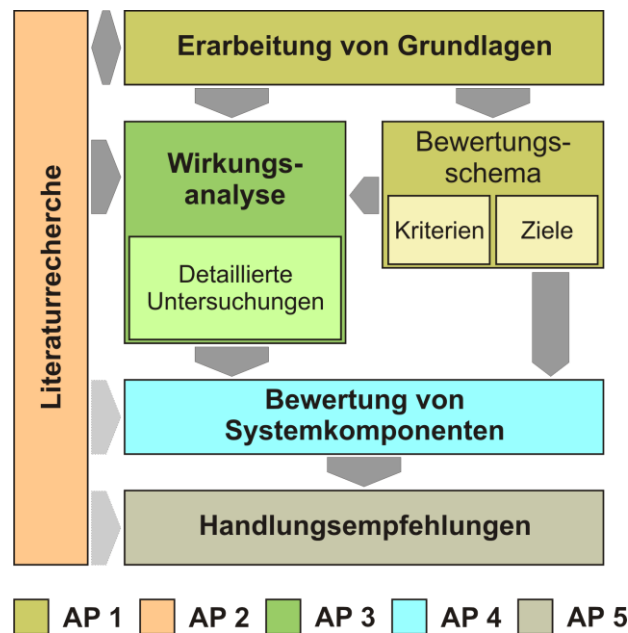 Literaturrecherche
Erarbeitung von Grundlagen
Wirkungs-
analyse
Detaillierte
Untersuchungen
Bewertungs-
schema
Kriterien
Ziele
Bewertung von
Systemkomponenten
Handlungsempfehlungen
AP 1 AP 2 AP 3 AP 4 AP 5